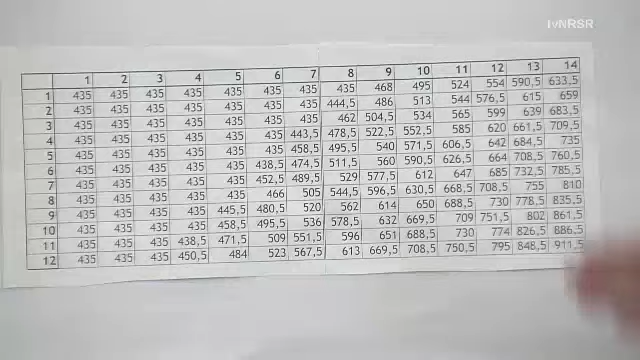 tvNRSR
1 2 3 4 5 6 7 8 9 10 11 12 13 14
1 435 435 435 435 435 435 435 435 468 495 524 554 590,5 633,5
2 435 435 435 435 435 435 435 444,5 486 513 544 576,5 615 659
3 435 435 435 435 435 435 435 462 504,5 534 565 599 639 683,5
4 435 435 435 435 435 435 443,5 478,5 522,5 552,5 585 620 661,5 709,5
5 435 435 435 435 435 435 458,5 495,5 540 571,5 606,5 642 684,5 735
6 435 435 435 435 435 438,5 474,5 511,5 560 590,5 626,5 664 708,5 760,5
7 435 435 435 435 435 452,5 489,5 529 577,5 612 647 685 732,5 785,5
8 435 435 435 435 435 466 505 544,5 596,5 630,5 668,5 708,5 755 810
9 435 435 435 435 445,5 480,5 520 562 614 650 688,5 730 778,5 835,5
10 435 435 435 435 458,5 495,5 536 578,5 632 669,5 709 751,5 802 861,5
11 435 435 435 438,5 471,5 509 551,5 596 651 688,5 730 774 826,5 886,5
12 435 435 435 450,5 484 523 567,5 613 669,5 708,5 750,5 795 848,5 911,5